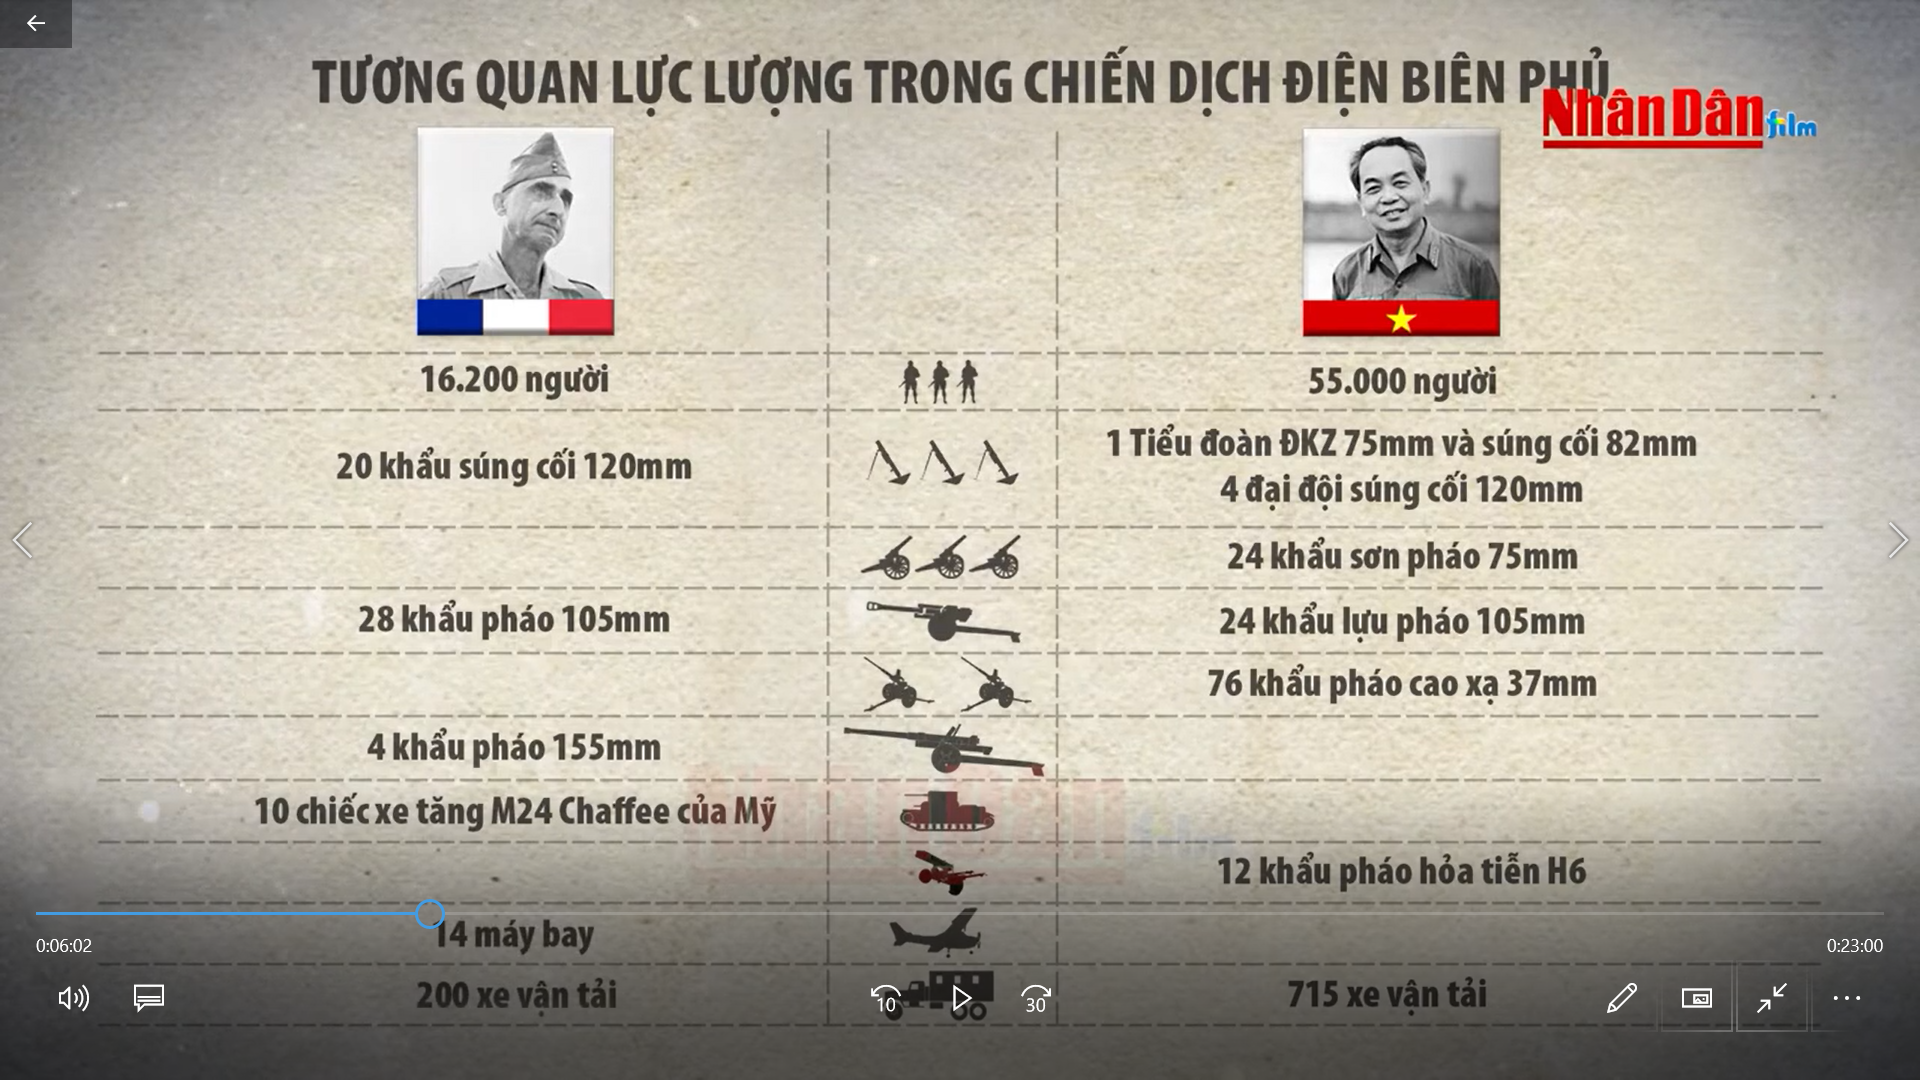 TƯƠNG QUAN LỰC LƯỢNG TRONG CHIẾN DỊCH ĐIỆN BIÊN PHỦ
Nhân Dân film
16.200 người
55.000 người
20 khẩu súng cối 120mm
1 Tiểu đoàn ĐKZ 75mm và súng cối 82mm
4 đại đội súng cối 120mm
24 khẩu sơn pháo 75mm
28 khẩu pháo 105mm
24 khẩu lựu pháo 105mm
76 khẩu pháo cao xạ 37mm
4 khẩu pháo 155mm
10 chiếc xe tăng M24 Chaffee của Mỹ
12 khẩu pháo hỏa tiễn H6
14 máy bay
0:06:02
0:23:00
200 xe vận tải
715 xe vận tải
10
30